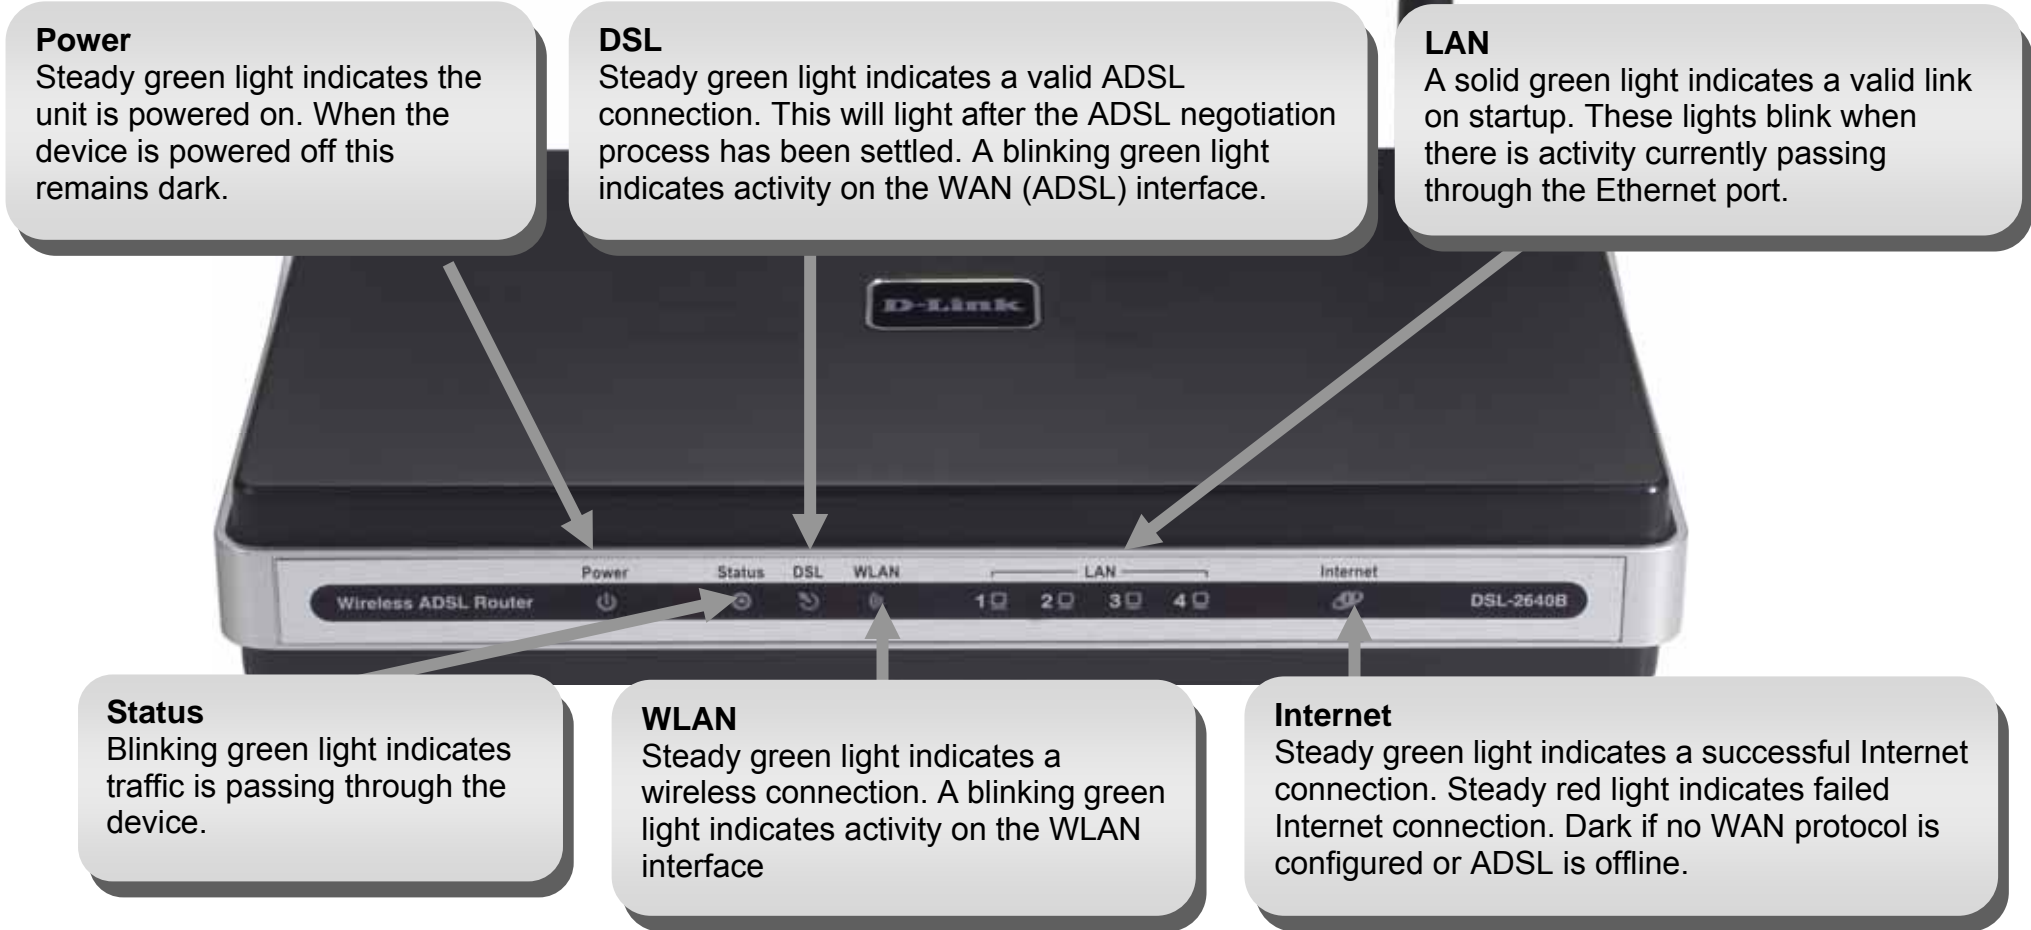 Power
Steady green light indicates the
unit is powered on. When the
device is powered off this
remains dark.
DSL
Steady green light indicates a valid ADSL
connection. This will light after the ADSL negotiation
process has been settled. A blinking green light
indicates activity on the WAN (ADSL) interface.
LAN
A solid green light indicates a valid link
on startup. These lights blink when
there is activity currently passing
through the Ethernet port.
D-Link
Power Status DSL WLAN LAN Internet
Wireless ADSL Router 1 2 3 4 DSL-2640B
Status
Blinking green light indicates
traffic is passing through the
device.
WLAN
Steady green light indicates a
wireless connection. A blinking green
light indicates activity on the WLAN
interface
Internet
Steady green light indicates a successful Internet
connection. Steady red light indicates failed
Internet connection. Dark if no WAN protocol is
configured or ADSL is offline.